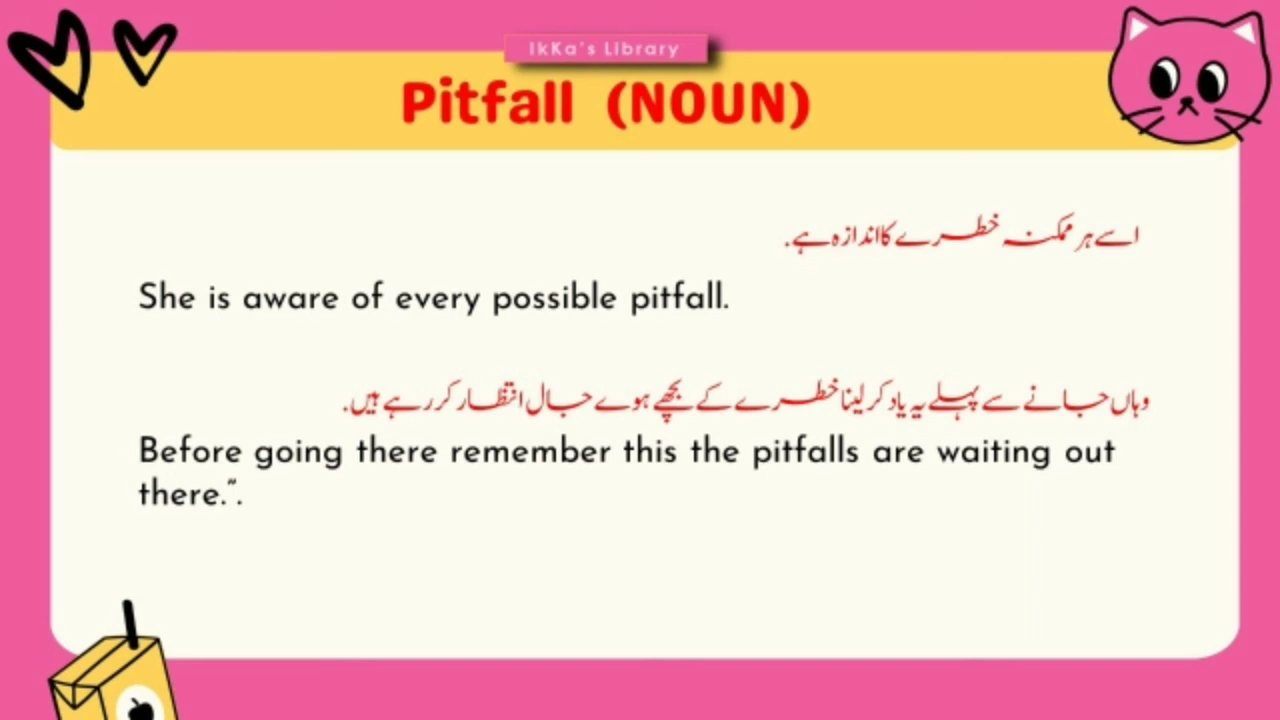 IkKa's Library
Pitfall (NOUN)
اسے ہر ممکنہ خطرے کا اندازہ ہے.
She is aware of every possible pitfall.
وہاں جانے سے پہلے یہ یاد کر لینا خطرے کے بچھے ہوے جال انتظار کر رہے ہیں.
Before going there remember this the pitfalls are waiting out
there.”.